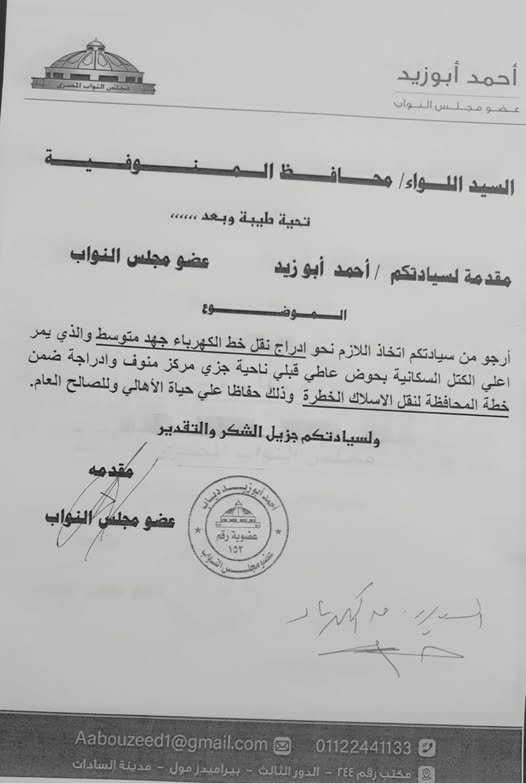 مجلس النواب المصرى
أحمد أبوزيد
عضو مجلس النواب
السيد اللواء/ محافظ المنوفية
تحية طيبة وبعد ،،،،،،
مقدمة لسيادتكم / أحمد أبو زيد عضو مجلس النواب
الموضوع
أرجو من سيادتكم اتخاذ اللازم نحو إدراج نقل خط الكهرباء جهد متوسط والذي يمر
اعلي الكتل السكانية بحوض عاطي قبلي ناحية جزي مركز منوف وادراجة ضمن
خطة المحافظة لنقل الاسلاك الخطرة وذلك حفاظا علي حياة الأهالي وللصالح العام.
ولسيادتكم جزيل الشكر والتقدير
مقدمه
عضو مجلس النواب
احمد أبوزيد دياب
عضوية رقم
١٥٢
عضو مجلس النواب
Aabouzeed1@gmail.com 01122441133
مكتب رقم ٢٤٤ - الدور الثالث - بيراميدز مول - مدينة السادات